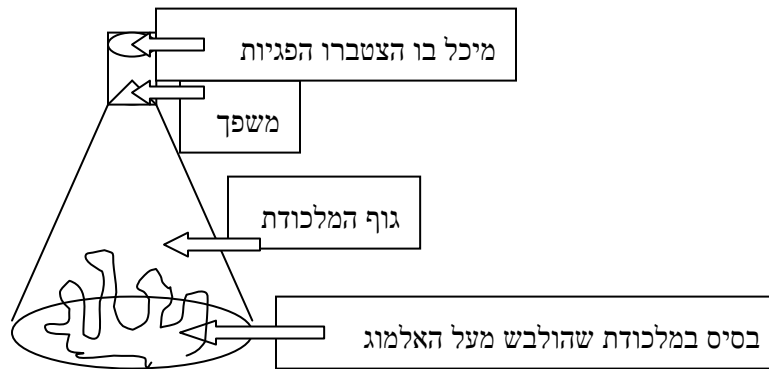 מיכל בו הצטברו הפגיות
משפך
גוף המלכודת
בסיס במלכודת שהולבש מעל האלמוג